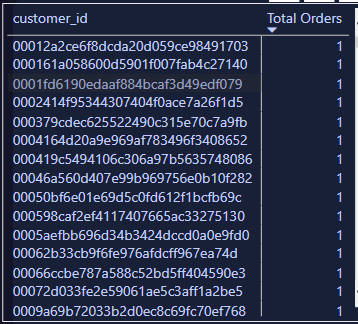 customer_id Total Orders
00012a2ce6f8dcda20d059ce98491703 1
000161a058600d5901f007fab4c27140 1
0001fd6190edaaf884bcaf3d49edf079 1
0002414f95344307404f0ace7a26f1d5 1
000379cdec625522490c315e70c7a9fb 1
0004164d20a9e969af783496f3408652 1
000419c5494106c306a97b5635748086 1
00046a560d407e99b969756e0b10f282 1
00050bf6e01e69d5c0fd612f1bcfb69c 1
000598caf2ef4117407665ac33275130 1
0005aefbb696d34b3424dccd0a0e9fd0 1
00062b33cb9f6fe976afdcff967ea74d 1
00066ccbe787a588c52bd5ff404590e3 1
00072d033fe2e59061ae5c3aff1a2be5 1
0009a69b72033b2d0ec8c69fc70ef768 1